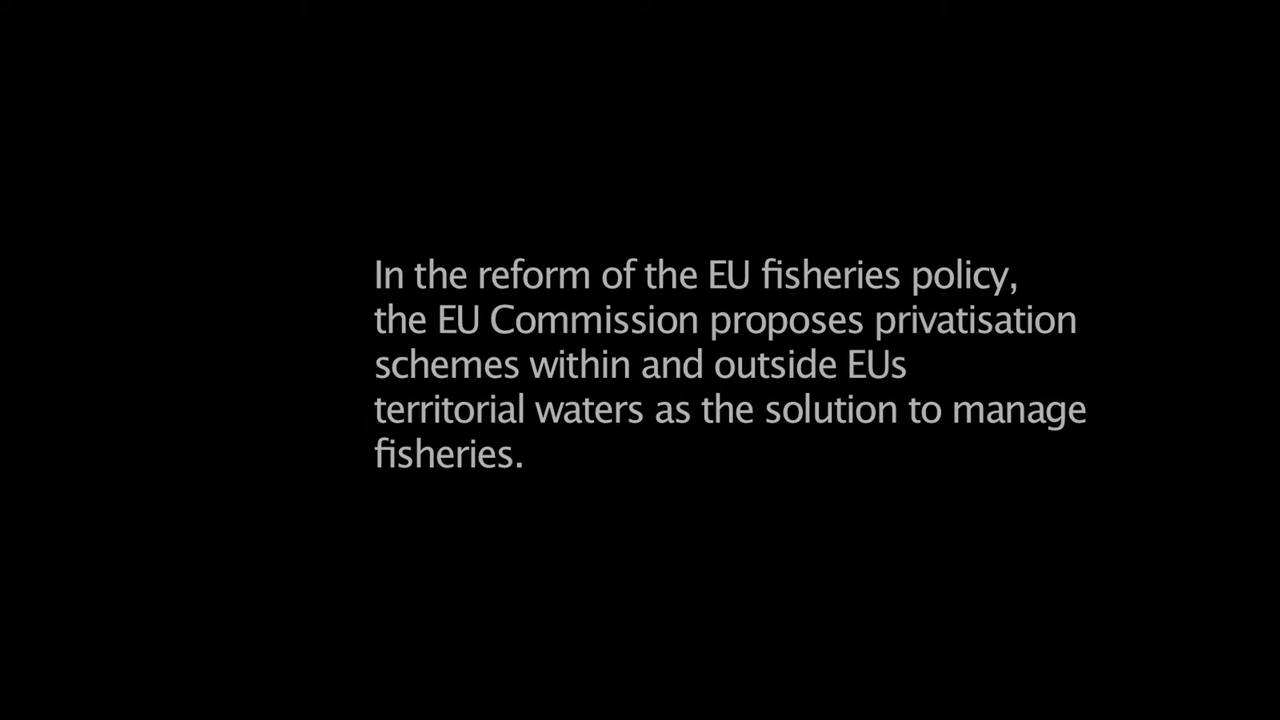 In the reform of the EU fisheries policy,
the EU Commission proposes privatisation
schemes within and outside EUs
territorial waters as the solution to manage
fisheries.